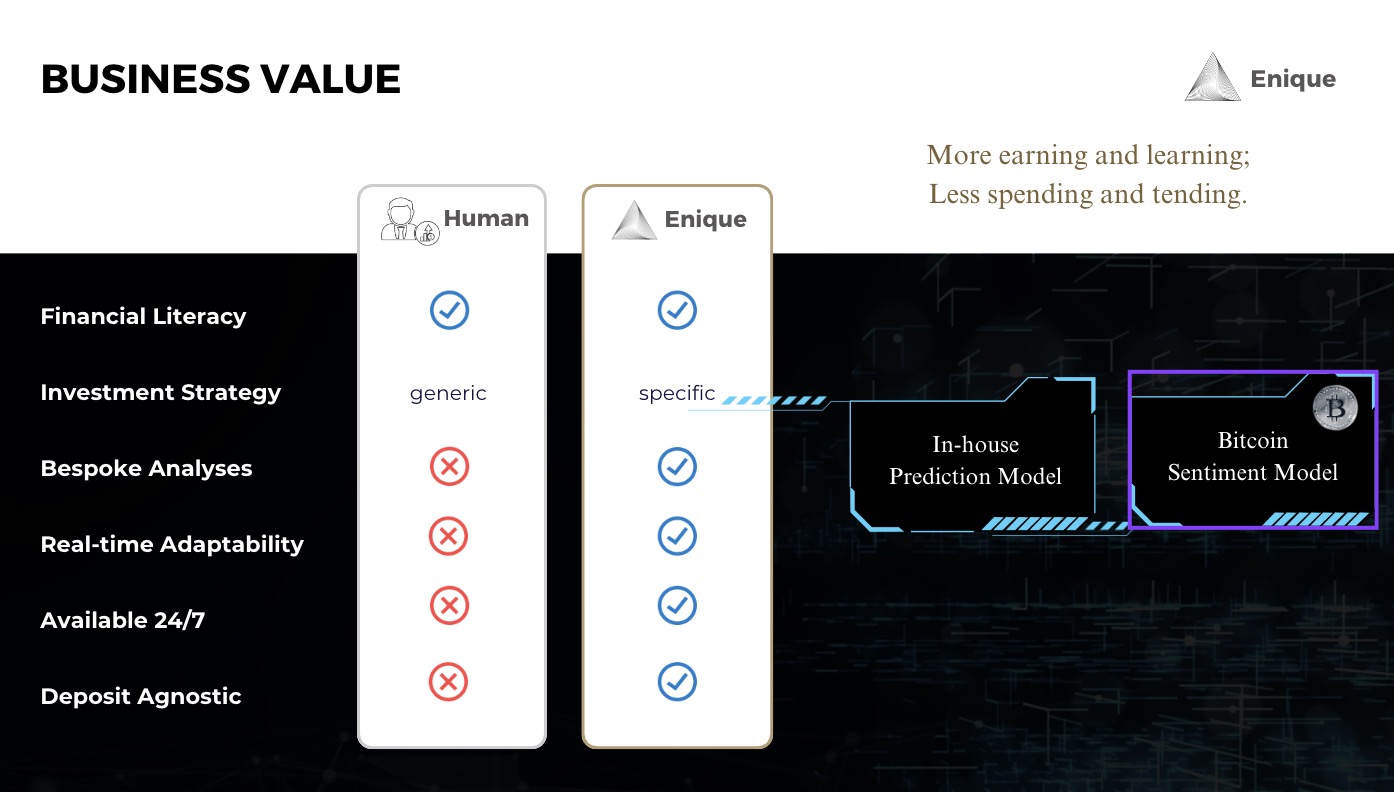 BUSINESS VALUE
Enique
More earning and learning;
Less spending and tending.
Human
Enique
Financial Literacy
Investment Strategy
generic
specific
Bespoke Analyses
Real-time Adaptability
Available 24/7
Deposit Agnostic
In-house
Prediction Model
B
Bitcoin
Sentiment Model